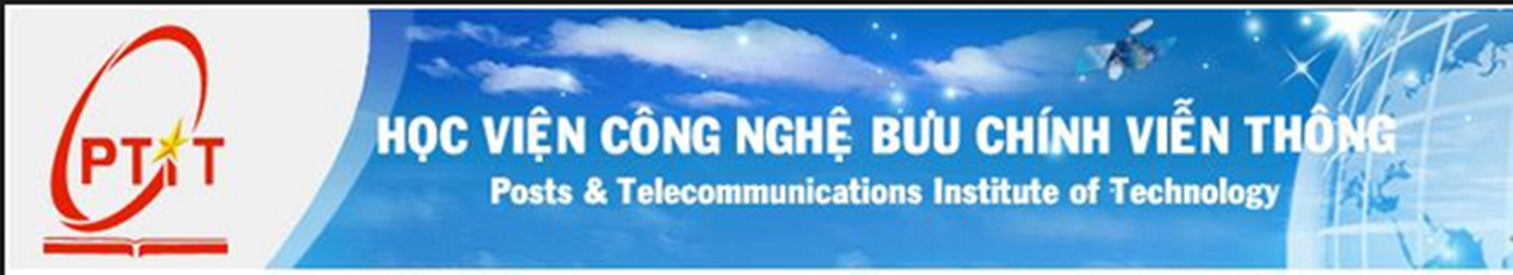 PTIT
HỌC VIỆN CÔNG NGHỆ BƯU CHÍNH VIỄN THÔNG
Posts & Telecommunications Institute of Technology